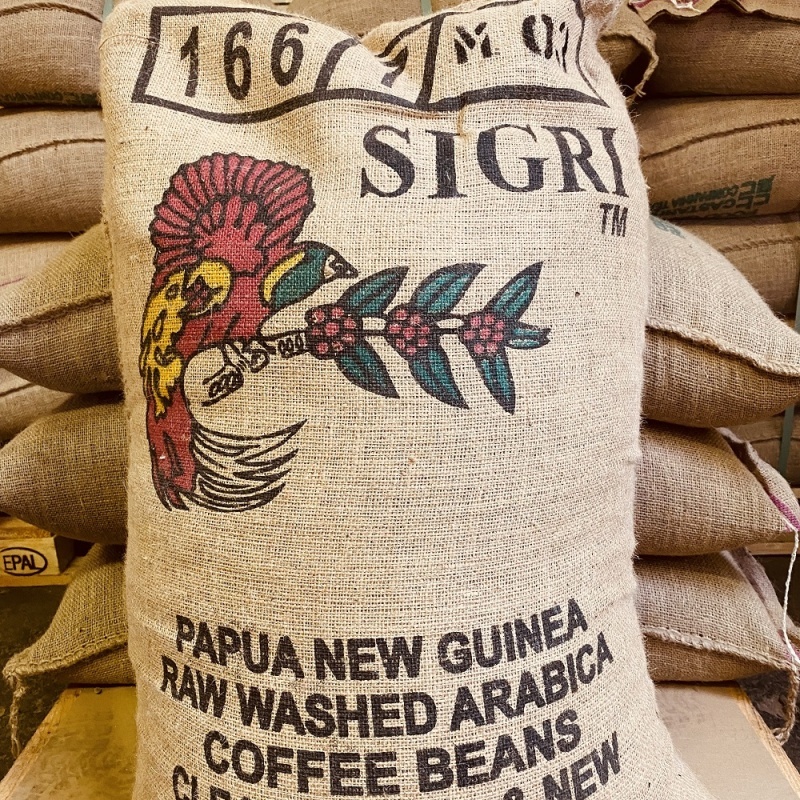 166
SIGRI
TM
PAPUA NEW GUINEA
RAW WASHED ARABICA
COFFEE BEANS
& NEW
EPAL